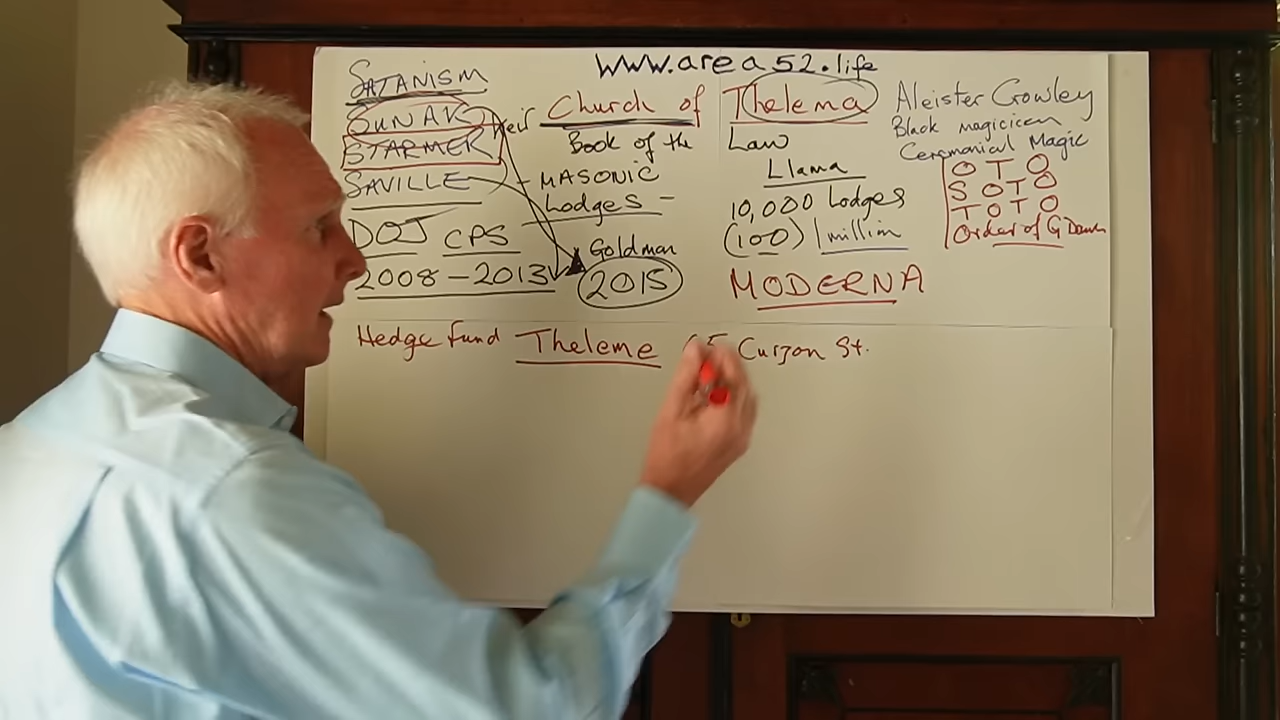 www.area52.life
SATANISM
SUNAK
STARMER
SAVILLE
DOJ CPS
2008-2013
Heir Church of Thelema
Book of the Law
- MASONIC
Lodges -
Llama
10,000 Lodges
(100) 1 million
Goldman
2015
MODERNA
Aleister Crowley
Black magicien
Ceremonial Magic
O T O
S O T O
T O T O
Order of G Dawn
Hedge Fund Theleme Curzon St.